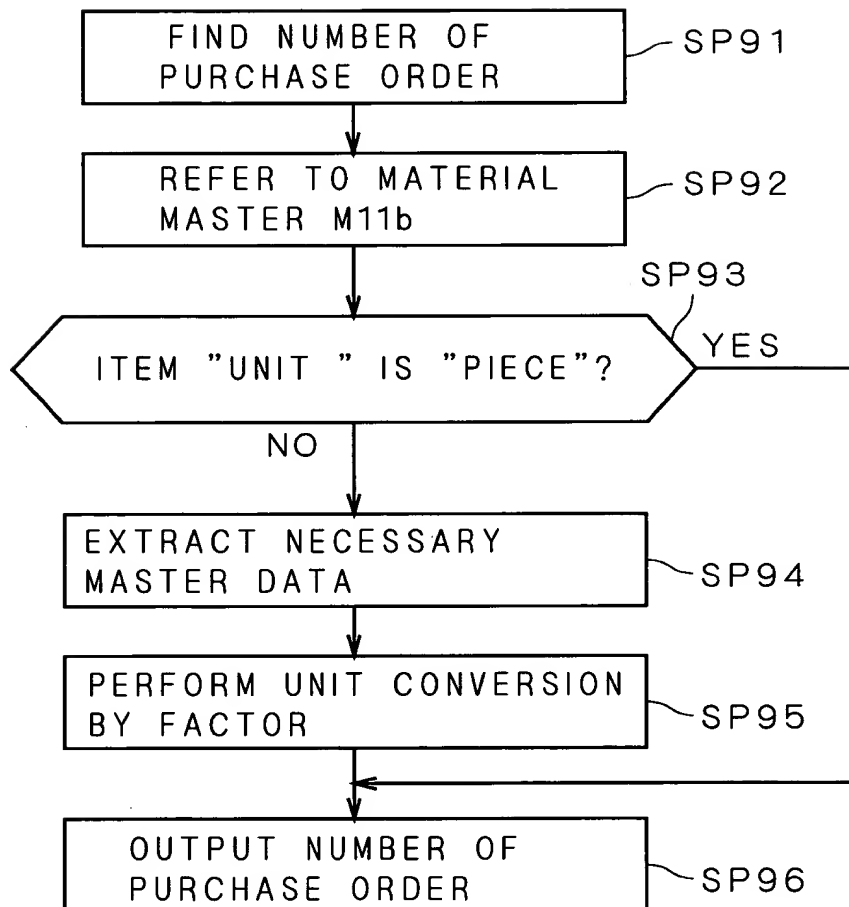 FIND NUMBER OF
PURCHASE ORDER
SP91
REFER TO MATERIAL
MASTER M11b
SP92
SP93
ITEM "UNIT " IS "PIECE"?
YES
NO
EXTRACT NECESSARY
MASTER DATA
SP94
PERFORM UNIT CONVERSION
BY FACTOR
SP95
OUTPUT NUMBER OF
PURCHASE ORDER
SP96